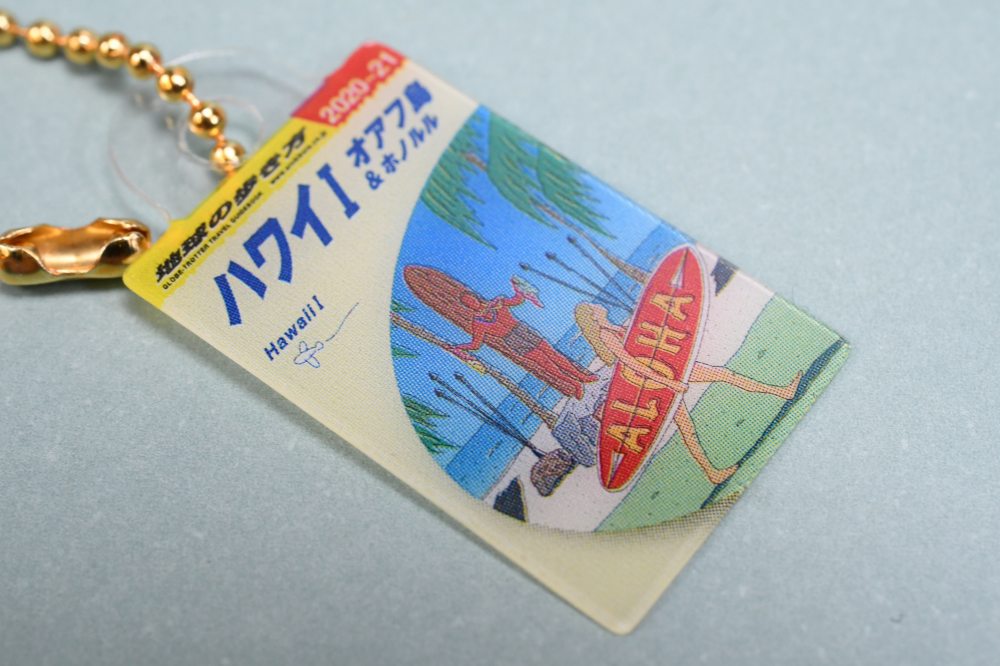 2020-21
地球の歩き方
GLOBE-TROTTER TRAVEL GUIDEBOOK
ハワイI
オアフ島
&ホノルル
Hawaii I
ALOHA